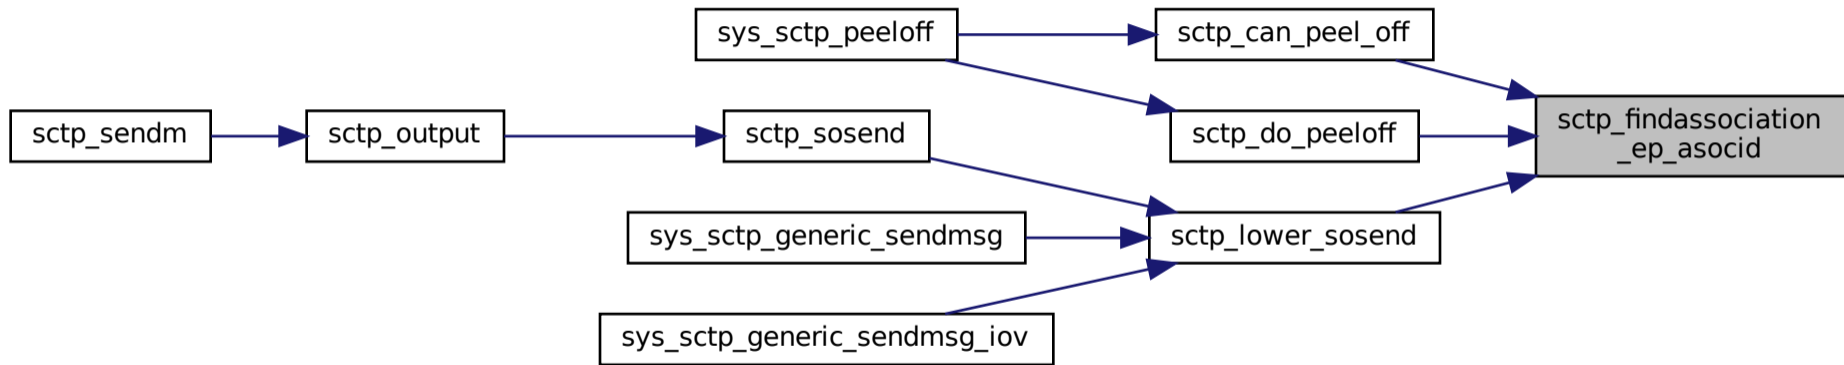 sys_sctp_peeloff
sctp_can_peel_off
sctp_findassociation
_ep_asocid
sctp_sendm
sctp_output
sctp_sosend
sctp_do_peeloff
sys_sctp_generic_sendmsg
sctp_lower_sosend
sys_sctp_generic_sendmsg_iov